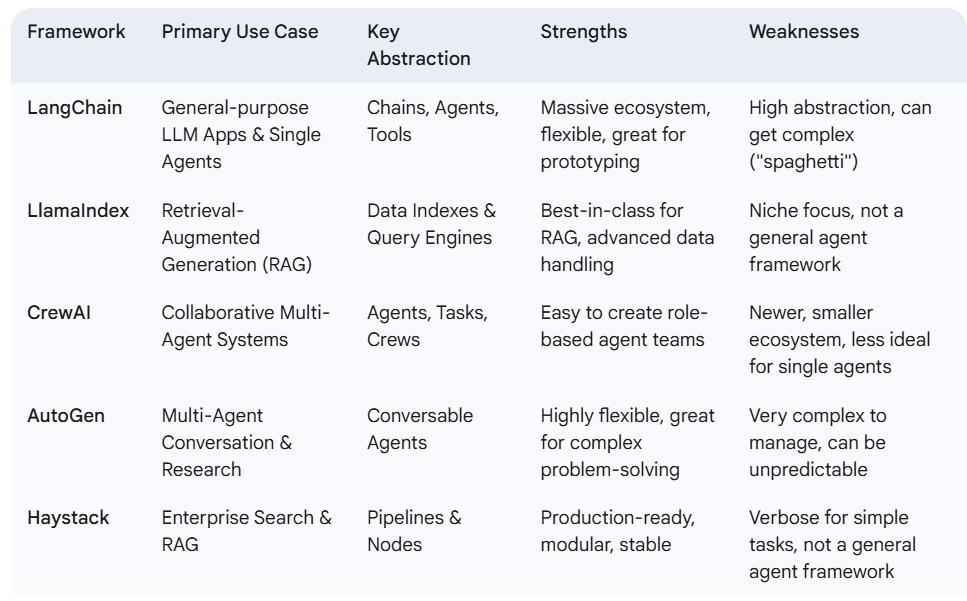 Framework
Primary Use Case
Key
Abstraction
Strengths
Weaknesses
LangChain
General-purpose
LLM Apps & Single
Agents
Chains, Agents,
Tools
Massive ecosystem,
flexible, great for
prototyping
High abstraction, can
get complex
("spaghetti")
LlamaIndex
Retrieval-
Augmented
Generation (RAG)
Data Indexes &
Query Engines
Best-in-class for
RAG, advanced data
handling
Niche focus, not a
general agent
framework
CrewAI
Collaborative Multi-
Agent Systems
Agents, Tasks,
Crews
Easy to create role-
based agent teams
Newer, smaller
ecosystem, less ideal
for single agents
AutoGen
Multi-Agent
Conversation &
Research
Conversable
Agents
Highly flexible, great
for complex
problem-solving
Very complex to
manage, can be
unpredictable
Haystack
Enterprise Search &
RAG
Pipelines &
Nodes
Production-ready,
modular, stable
Verbose for simple
tasks, not a general
agent framework